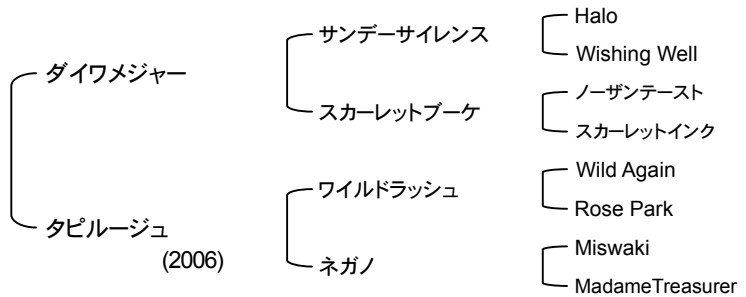 Halo
サンデーサイレンス
Wishing Well
ダイワメジャー
ノーザンテースト
スカーレットブーケ
スカーレットインク
Wild Again
ワイルドラッシュ
Rose Park
タピルージュ
(2006)
Miswaki
ネガノ
MadameTreasurer